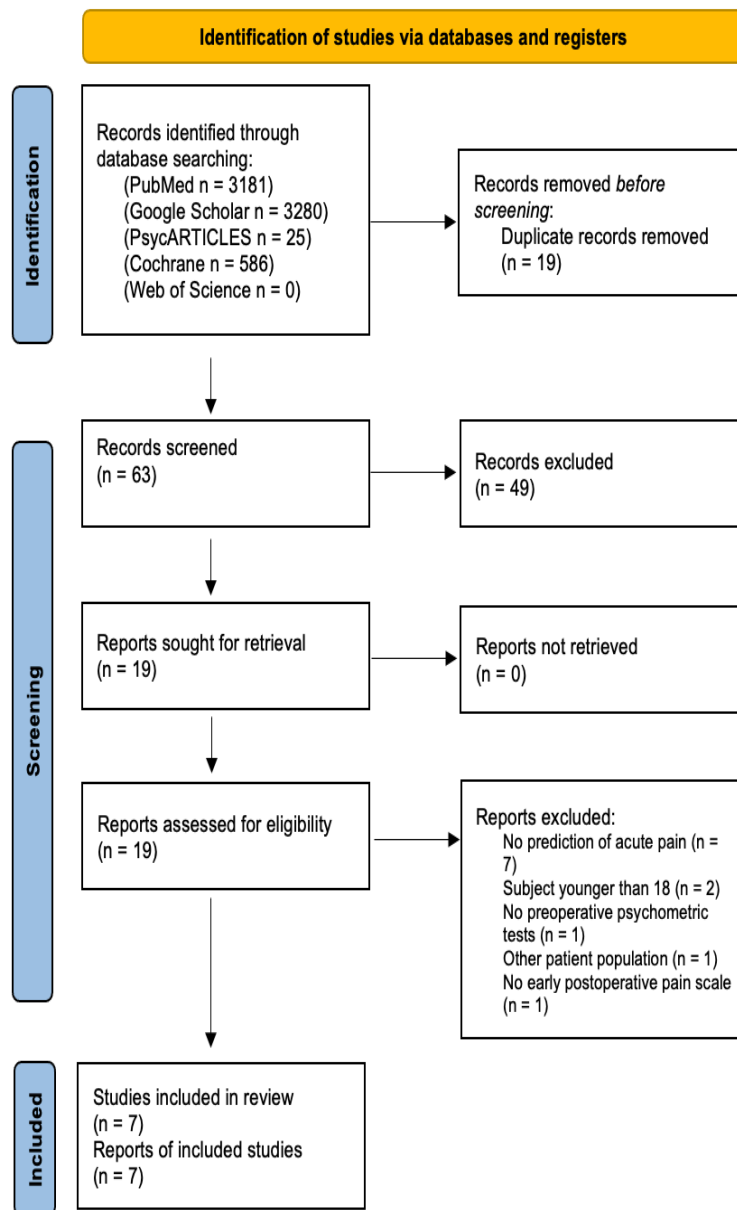 Identification of studies via databases and registers
Identification
Records identified through
database searching:
(PubMed n = 3181)
(Google Scholar n = 3280)
(PsycARTICLES n = 25)
(Cochrane n = 586)
(Web of Science n = 0)
Records removed before
screening:
Duplicate records removed
(n = 19)
Screening
Records screened
(n = 63)
Records excluded
(n = 49)
Reports sought for retrieval
(n = 19)
Reports not retrieved
(n = 0)
Reports assessed for eligibility
(n = 19)
Reports excluded:
No prediction of acute pain (n =
7)
Subject younger than 18 (n = 2)
No preoperative psychometric
tests (n = 1)
Other patient population (n = 1)
No early postoperative pain scale
(n = 1)
Included
Studies included in review
(n = 7)
Reports of included studies
(n = 7)